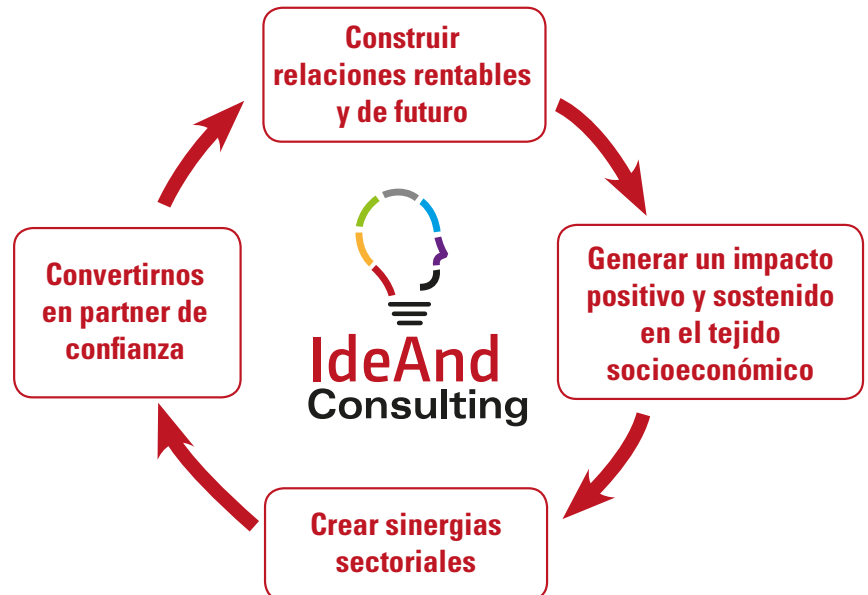 Construir
relaciones rentables
y de futuro
Generar un impacto
positivo y sostenido
en el tejido
socioeconómico
Crear sinergias
sectoriales
Convertirnos
en partner de
confianza
IdeAnd
Consulting